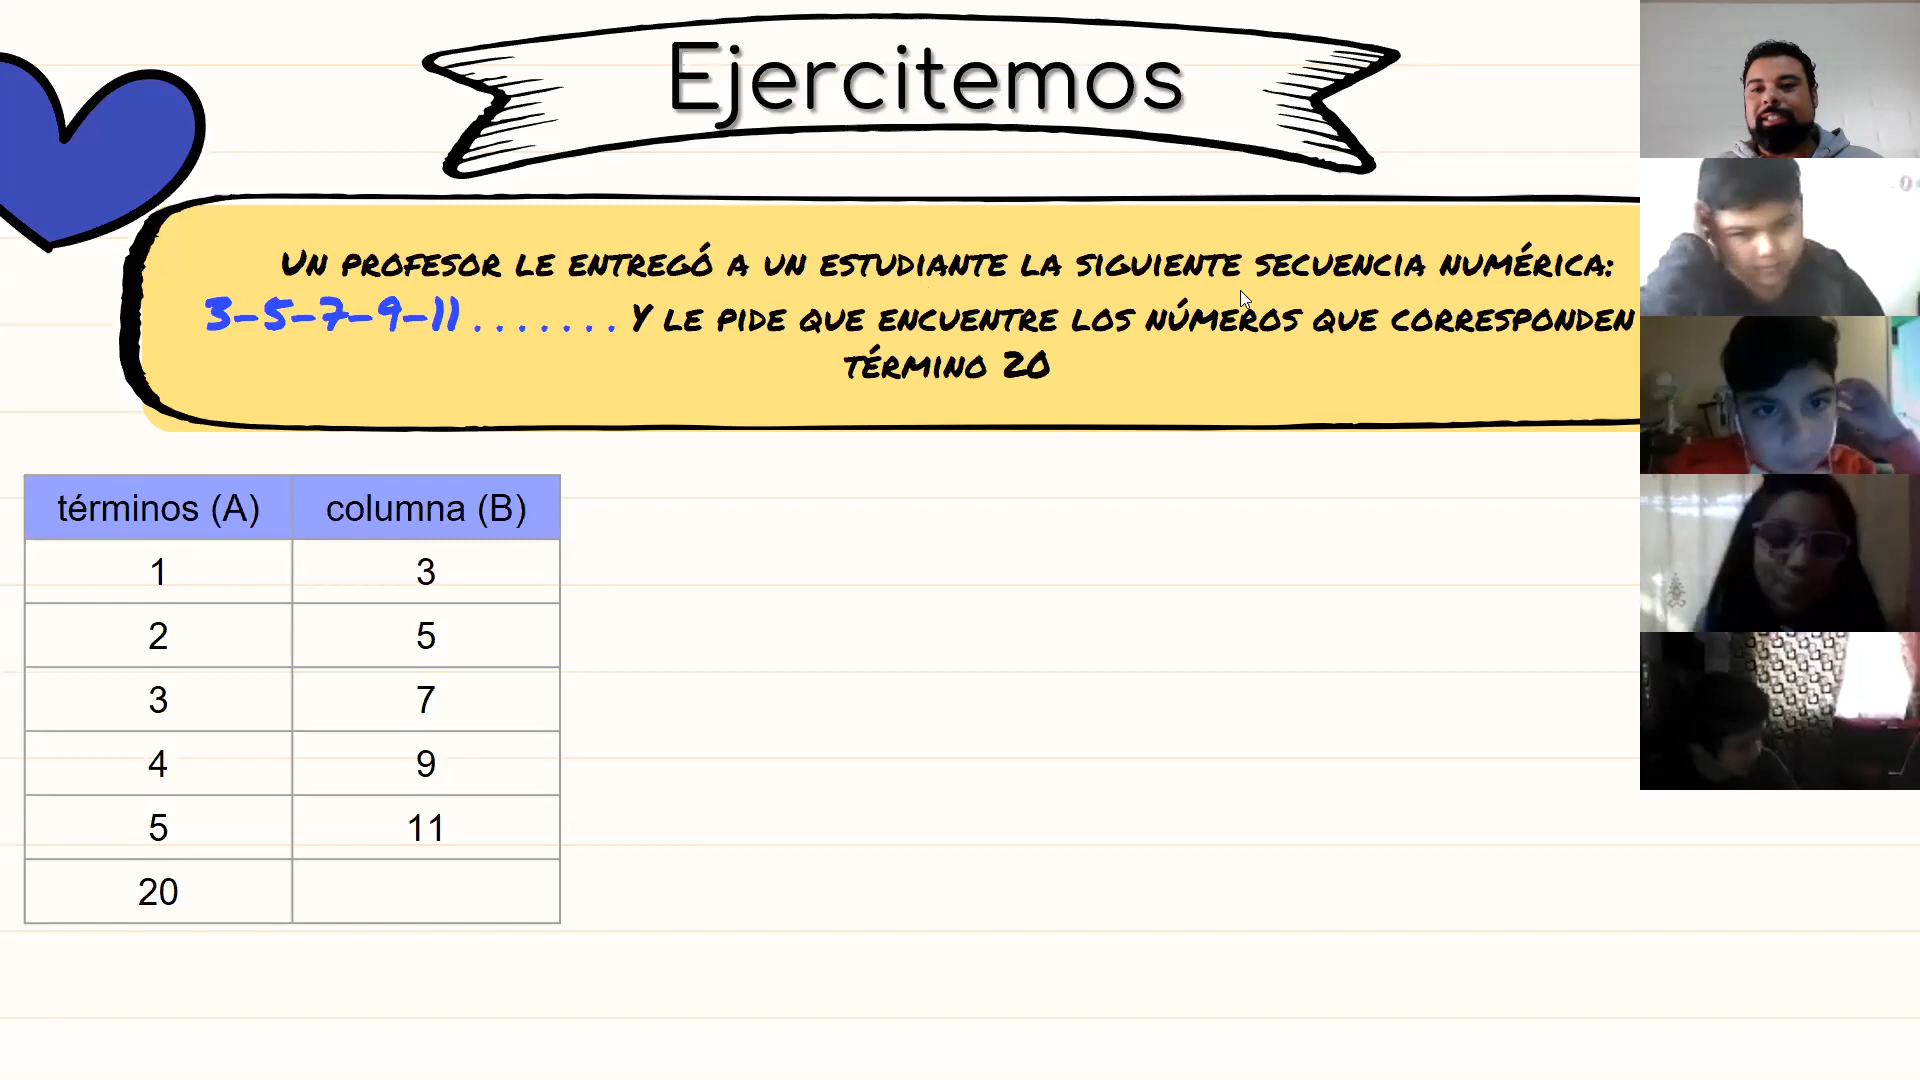 Ejercitemos
Un profesor le entregó a un estudiante la siguiente secuencia numérica:
3-5-7-9-11 . . . . . . . Y le pide que encuentre los números que corresponden
término 20
términos (A) columna (B)
1 3
2 5
3 7
4 9
5 11
20